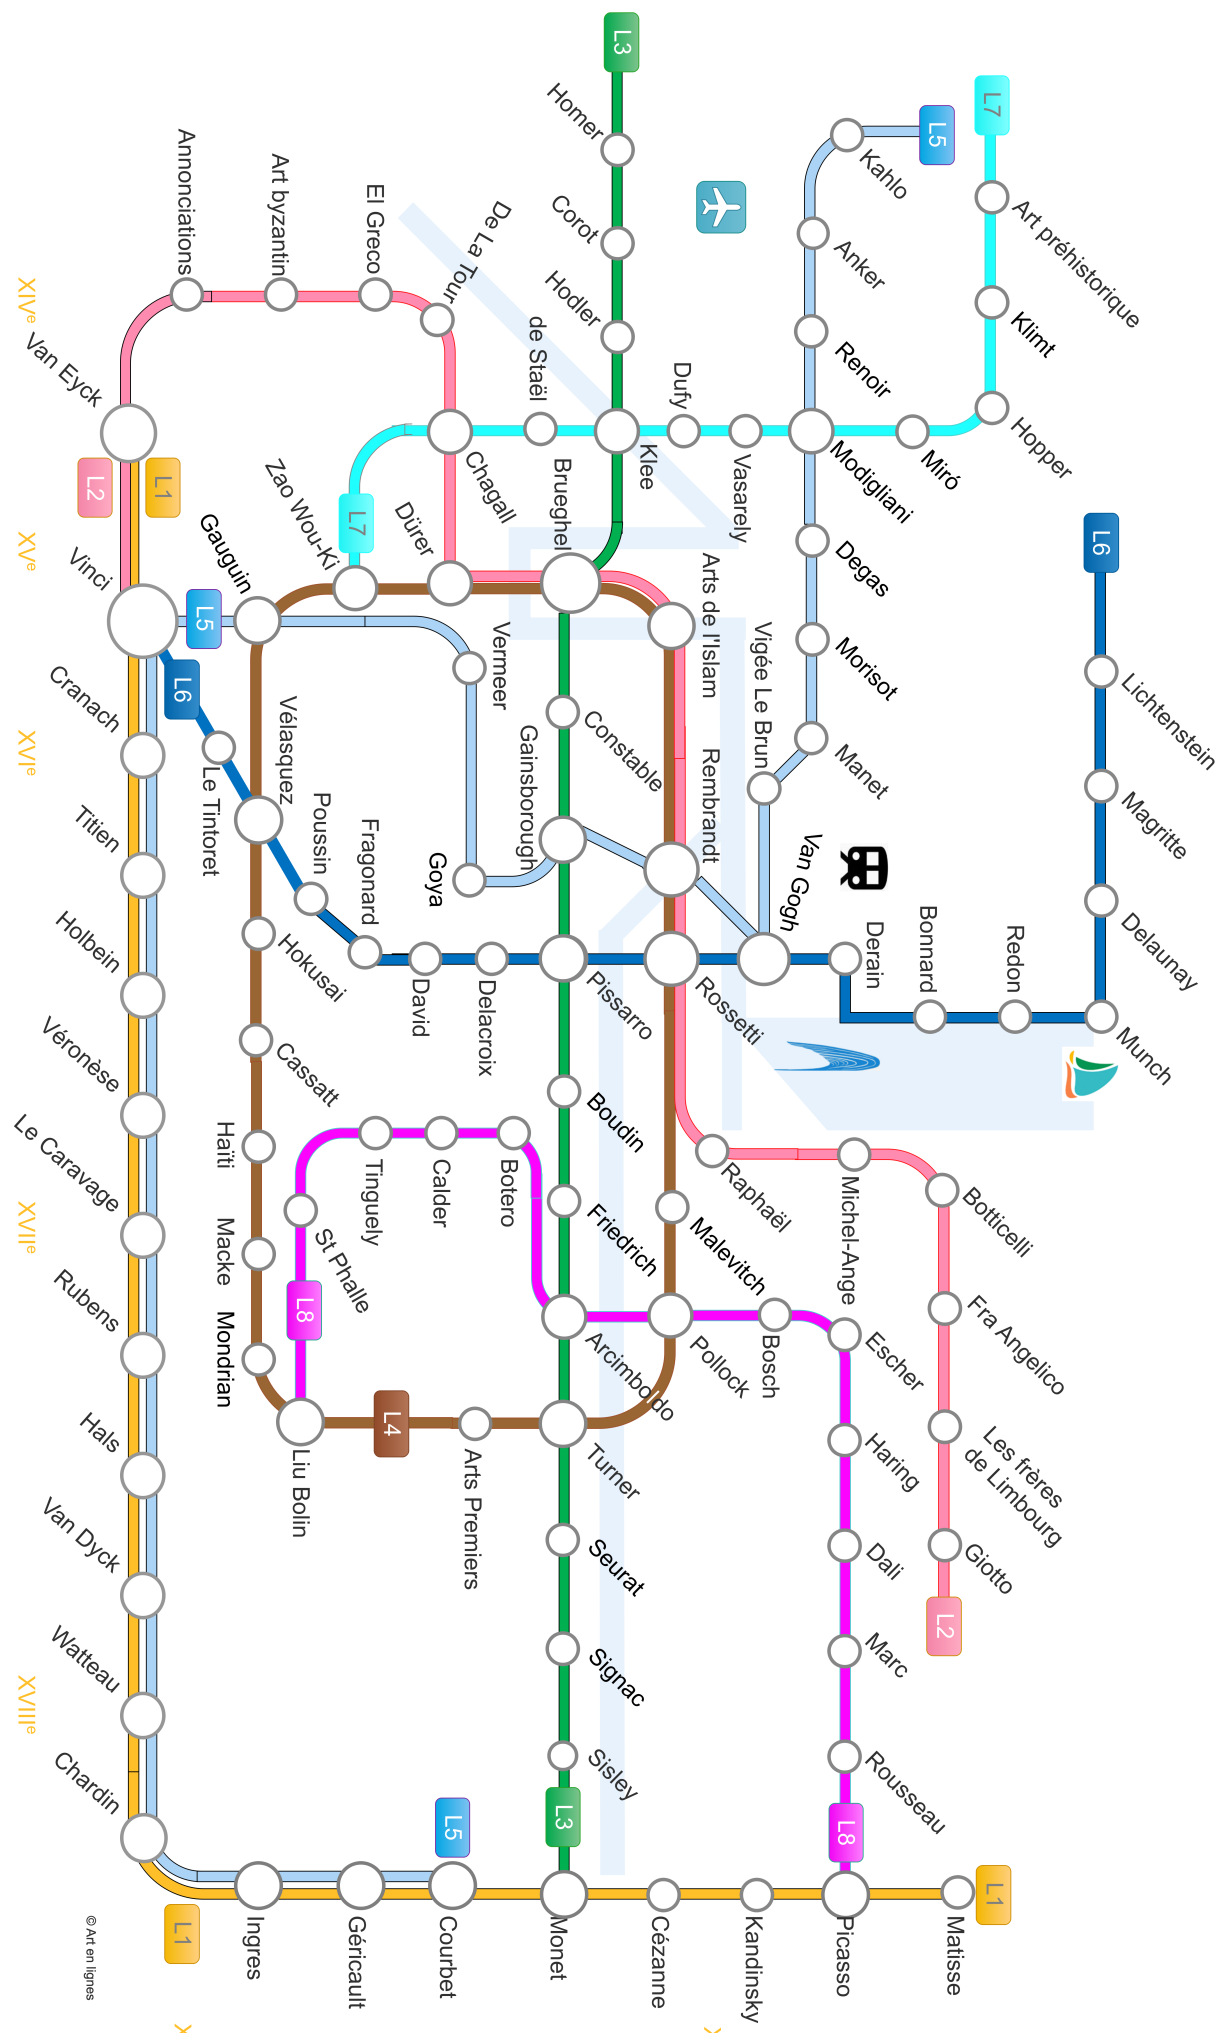 L3
L7
L5
Homer
Corot
Hodler
Kahlo
Anker
Renoir
Art préhistorique
Klimt
Hopper
Miró
Modigliani
Vasarely
Dufy
Klee
de Staël
Chagall
De La Tour
El Greco
Art byzantin
Annonciations
XIVe
Van Eyck
L2
L1
XVe
Vinci
Gauguin
Zao Wou-Ki
L7
Dürer
Brueghel
Arts de l'Islam
Degas
Morisot
Manet
Vigée Le Brun
L6
Lichtenstein
Magritte
Delaunay
Munch
Redon
Bonnard
Derain
Van Gogh
Rembrandt
Rossetti
Constable
Gainsborough
Vermeer
Goya
L5
L6
Le Tintoret
Vélasquez
Poussin
Fragonard
David
Delacroix
Pissarro
XVIe
Cranach
Titien
Holbein
Véronèse
Le Caravage
XVIIe
Rubens
Hals
Van Dyck
Watteau
XVIIIe
Chardin
Hokusai
Cassatt
Haïti
Macke
Mondrian
Liu Bolin
L4
Arts Premiers
St Phalle
L8
Tinguely
Calder
Botero
Boudin
Friedrich
Arcimboldo
Turner
Seurat
Signac
Sisley
L3
Malevitch
Pollock
Bosch
Escher
Haring
Dali
Marc
Rousseau
L8
Raphaël
Michel-Ange
Botticelli
Fra Angelico
Les frères
de Limbourg
Giotto
L2
L5
L1
Ingres
Géricault
Courbet
Monet
Cézanne
Kandinsky
Picasso
Matisse
L1
© Art en lignes
X
X